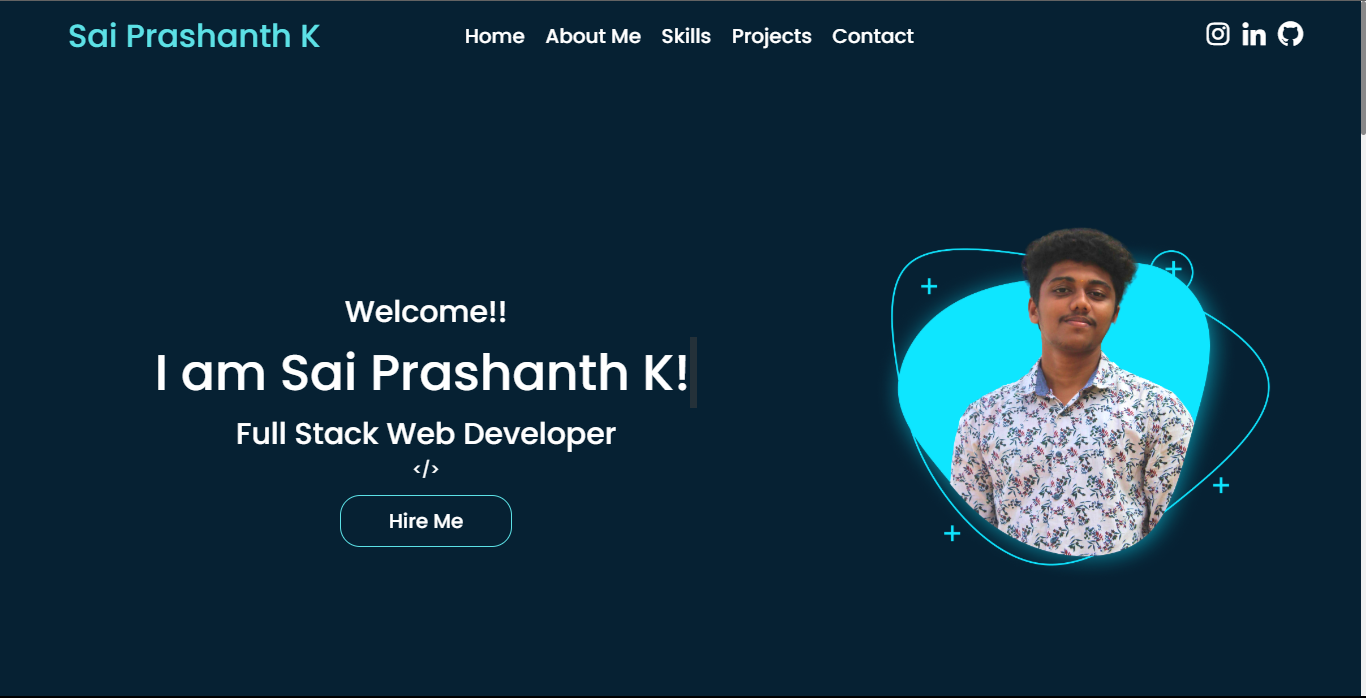 Sai Prashanth K
Home About Me Skills Projects Contact
Welcome!!
I am Sai Prashanth K!
Full Stack Web Developer
</>
Hire Me